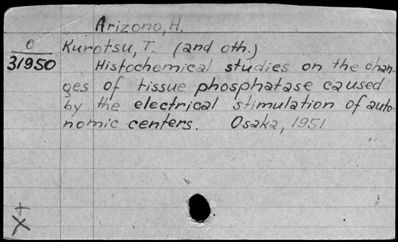 Arizono, H.
O
31950
Kurotsu, T. (and oth.)
Histochemical studies on the chan-
ges of tissue phosphatase caused
by the electrical stimulation of auto-
nomic centers. Osaka, 1951
X+